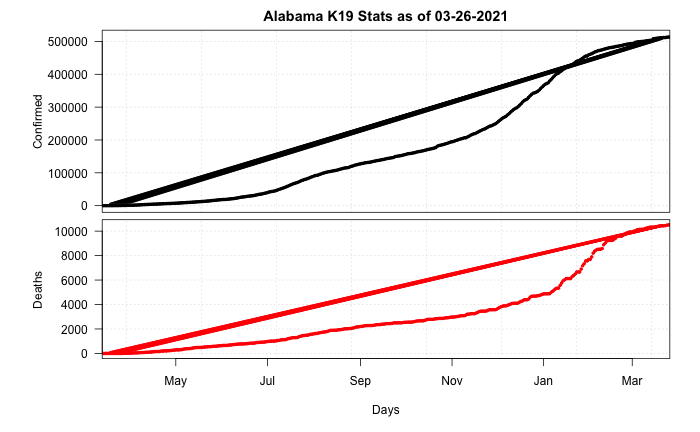 Alabama K19 Stats as of 03-26-2021
Confirmed
500000
400000
300000
200000
100000
0
Deaths
10000
8000
6000
4000
2000
0
May Jul Sep Nov Jan Mar
Days